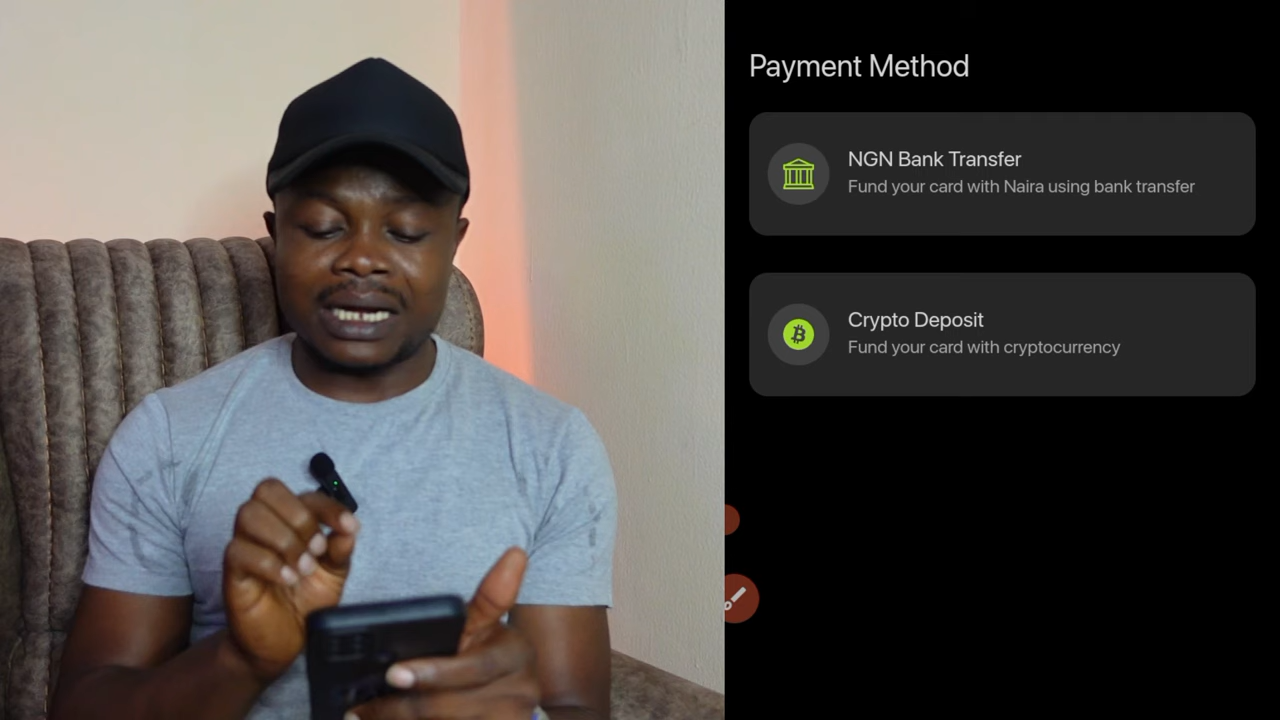 Payment Method
NGN Bank Transfer
Fund your card with Naira using bank transfer
Crypto Deposit
Fund your card with cryptocurrency